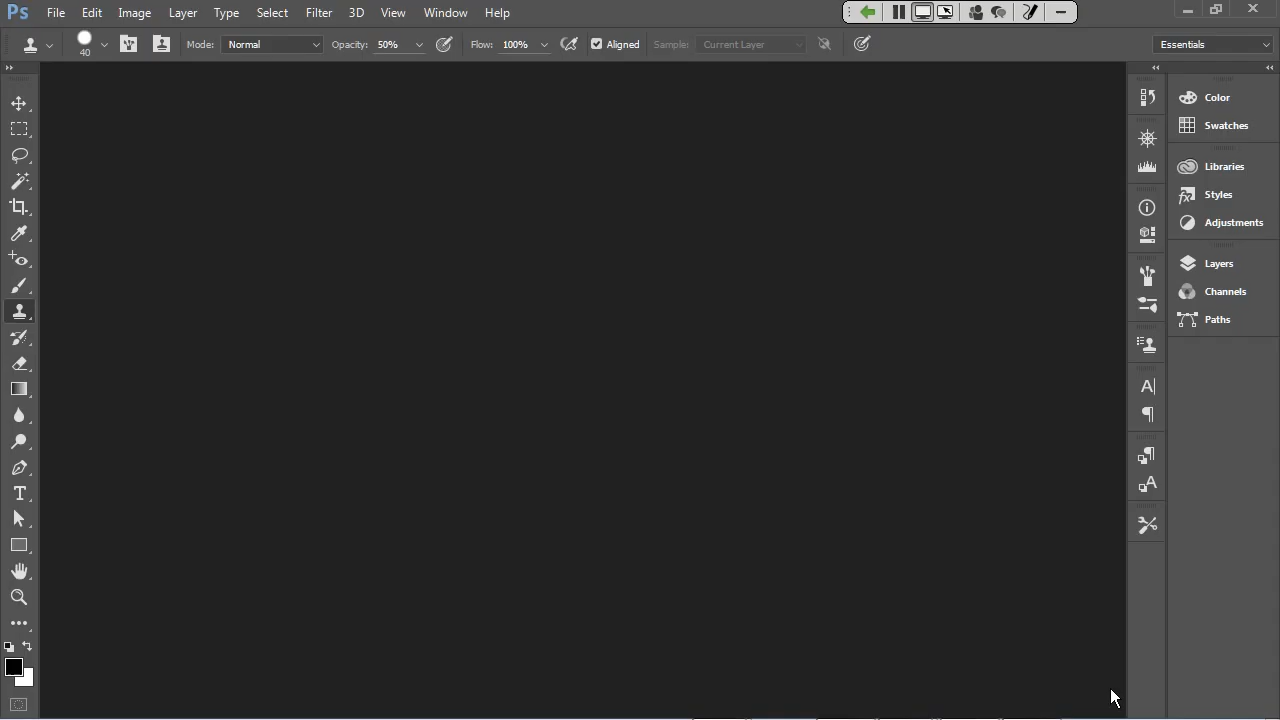 Ps File Edit Image Layer Type Select Filter 3D View Window Help
40 Mode: Normal Opacity: 50% Flow: 100% Aligned Sample: Current Layer Essentials
Color
Swatches
Libraries
Styles
Adjustments
Layers
Channels
Paths